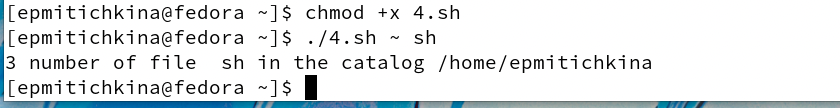 [epmitichkina@fedora ~]$ chmod +x 4.sh
[epmitichkina@fedora ~]$ ./4.sh ~ sh
3 number of file  sh in the catalog /home/epmitichkina
[epmitichkina@fedora ~]$